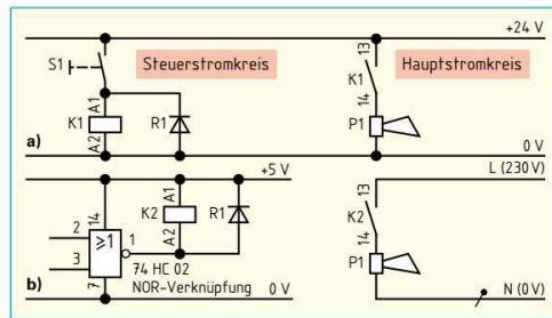 +24 V
S1
Steuerstromkreis
13
Hauptstromkreis
K1
A1
A2
R1
K1
14
P1
a)
0 V
+5 V
L (230 V)
14
A1
K2
A2
R1
13
K2
14
2
≥1
1
3
74 HC 02
P1
b)
7
NOR-Verknüpfung
0 V
N (0 V)